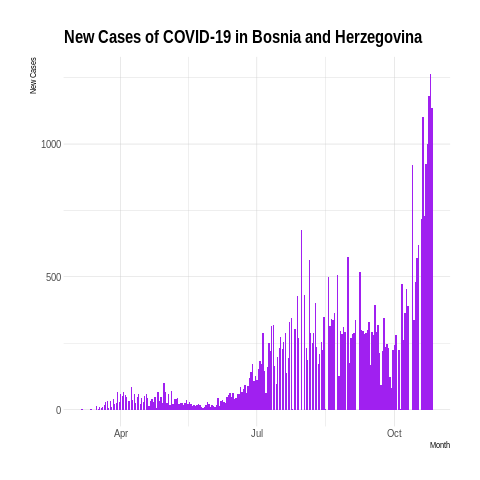 New Cases of COVID-19 in Bosnia and Herzegovina
New Cases
1000
500
0
Apr
Jul
Oct
Month